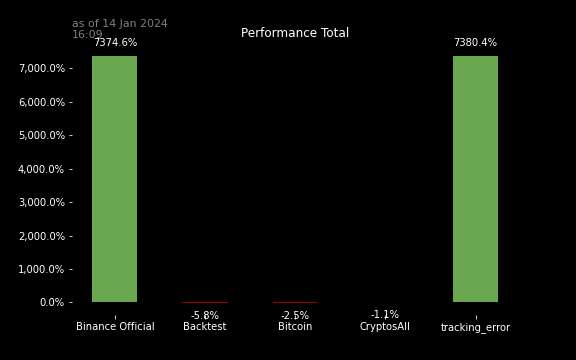 as of 14 Jan 2024
16:09
Performance Total
7374.6%
7380.4%
7,000.0%
6,000.0%
5,000.0%
4,000.0%
3,000.0%
2,000.0%
1,000.0%
0.0%
-5.8%
-2.5%
-1.1%
Binance Official
Backtest
Bitcoin
CryptosAll
tracking_error